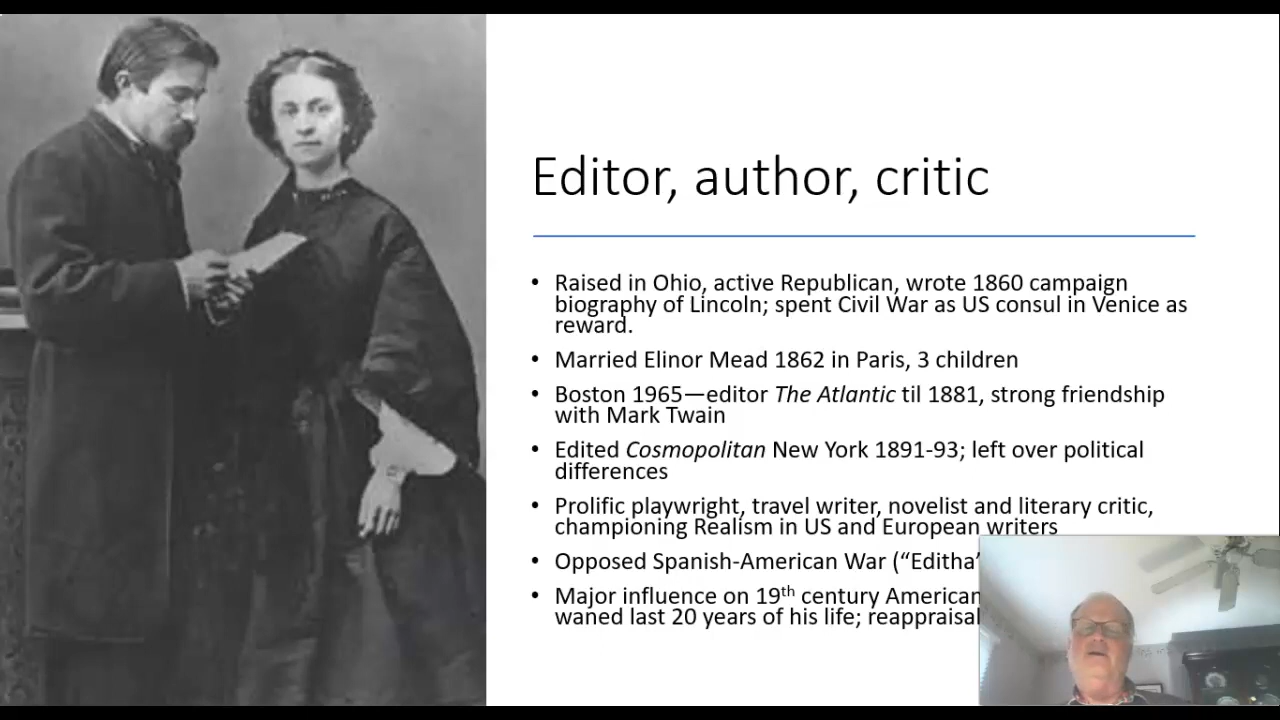 Editor, author, critic
• Raised in Ohio, active Republican, wrote 1860 campaign
biography of Lincoln; spent Civil War as US consul in Venice as
reward.
• Married Elinor Mead 1862 in Paris, 3 children
• Boston 1965—editor The Atlantic til 1881, strong friendship
with Mark Twain
• Edited Cosmopolitan New York 1891-93; left over political
differences
• Prolific playwright, travel writer, novelist and literary critic,
championing Realism in US and European writers
• Opposed Spanish-American War (“Editha”
• Major influence on 19th century American
waned last 20 years of his life; reappraisal